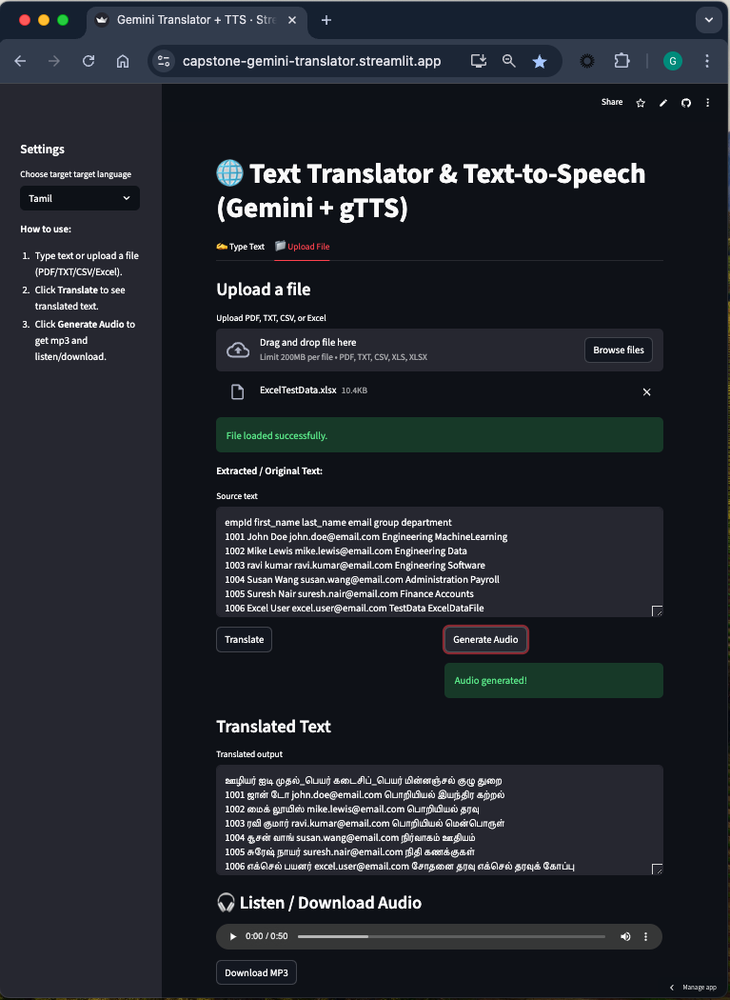 Gemini Translator + TTS · Stre
capstone-gemini-translator.streamlit.app
G
Share
Settings
Choose target target language
Tamil
How to use:
1. Type text or upload a file
(PDF/TXT/CSV/Excel).
2. Click Translate to see
translated text.
3. Click Generate Audio to
get mp3 and
listen/download.
Text Translator & Text-to-Speech
(Gemini + gTTS)
Type Text
Upload File
Upload a file
Upload PDF, TXT, CSV, or Excel
Drag and drop file here
Limit 200MB per file • PDF, TXT, CSV, XLS, XLSX
Browse files
ExcelTestData.xlsx 10.4KB
File loaded successfully.
Extracted / Original Text:
Source text
empId first_name last_name email group department
1001 John Doe john.doe@email.com Engineering MachineLearning
1002 Mike Lewis mike.lewis@email.com Engineering Data
1003 ravi kumar ravi.kumar@email.com Engineering Software
1004 Susan Wang susan.wang@email.com Administration Payroll
1005 Suresh Nair suresh.nair@email.com Finance Accounts
1006 Excel User excel.user@email.com TestData ExcelDataFile
Translate
Generate Audio
Audio generated!
Translated Text
Translated output
ஊழியர் ஐடி முதல்_பெயர் கடைசிப்_பெயர் மின்னஞ்சல் குழு துறை
1001 ஜான் டோ john.doe@email.com பொறியியல் இயந்திர கற்றல்
1002 மைக் லூயிஸ் mike.lewis@email.com பொறியியல் தரவு
1003 ரவி குமார் ravi.kumar@email.com பொறியியல் மென்பொருள்
1004 சூசன் வாங் susan.wang@email.com நிர்வாகம் ஊதியம்
1005 சுரேஷ் நாயர் suresh.nair@email.com நிதி கணக்குகள்
1006 எக்செல் பயனர் excel.user@email.com சோதனை தரவு எக்செல் தரவுக் கோப்பு
Listen / Download Audio
0:00 / 0:50
Download MP3
Manage app